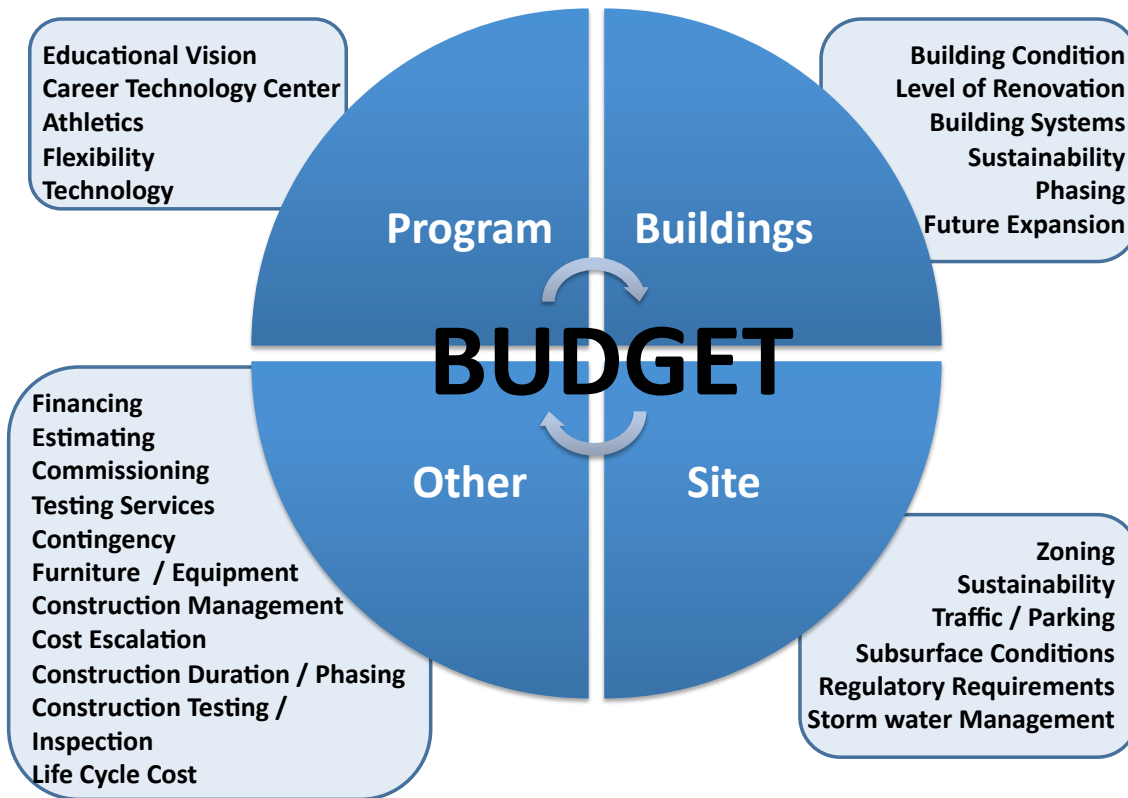 Educational Vision
Career Technology Center
Athletics
Flexibility
Technology
Building Condition
Level of Renovation
Building Systems
Sustainability
Phasing
Future Expansion
Program
Buildings
BUDGET
Other
Site
Financing
Estimating
Commissioning
Testing Services
Contingency
Furniture / Equipment
Construction Management
Cost Escalation
Construction Duration / Phasing
Construction Testing /
Inspection
Life Cycle Cost
Zoning
Sustainability
Traffic / Parking
Subsurface Conditions
Regulatory Requirements
Storm water Management